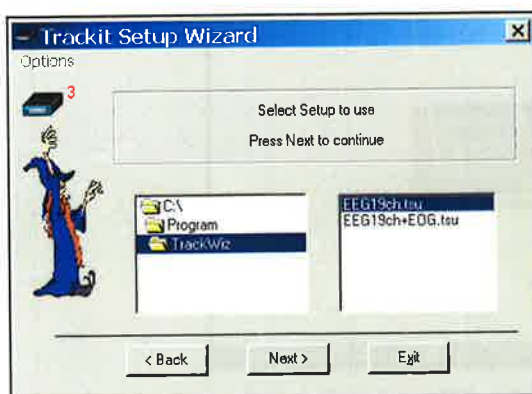 Trackit Setup Wizard
Options
3
Select Setup to use
Press Next to continue
C:\
Program
TrackWiz
EEG19ch.tsu
EEG19ch+EOG.tsu
< Back
Next >
Exit